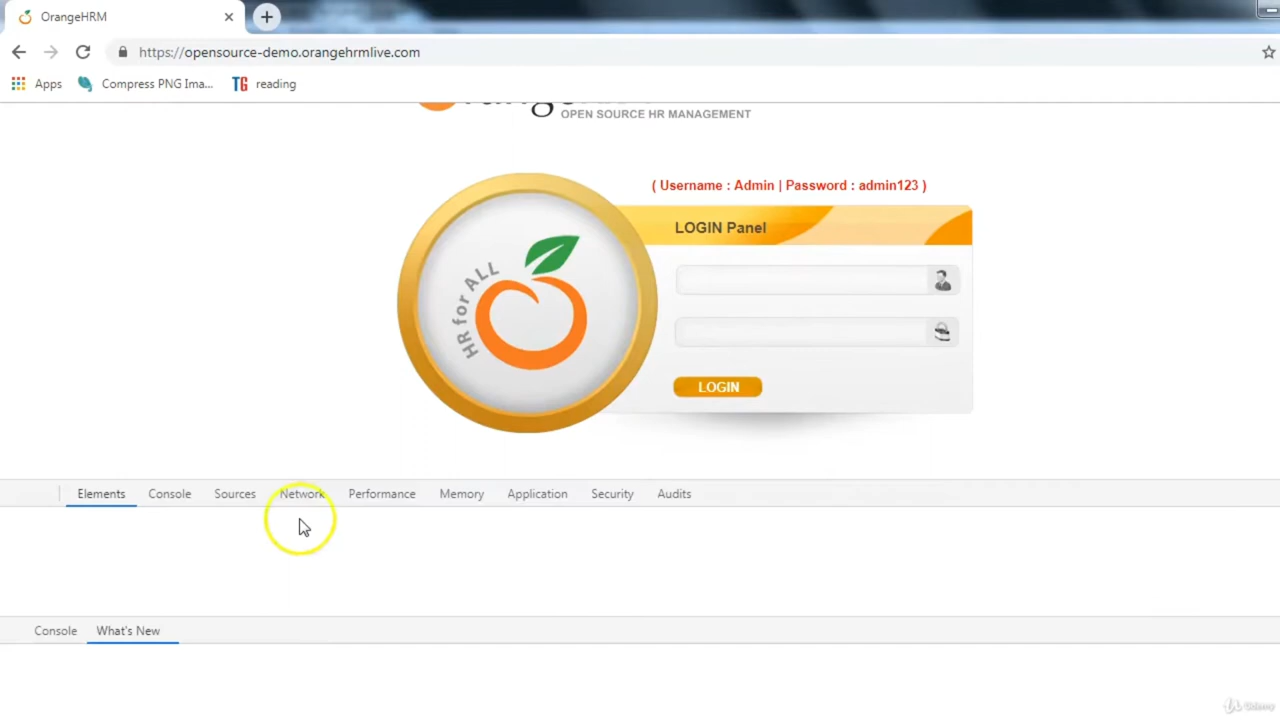 OrangeHRM
https://opensource-demo.orangehrmlive.com
Apps Compress PNG Ima... TG reading
OPEN SOURCE HR MANAGEMENT
( Username : Admin | Password : admin123 )
LOGIN Panel
HR for ALL
LOGIN
Elements Console Sources Network Performance Memory Application Security Audits
Console What's New
Udemy